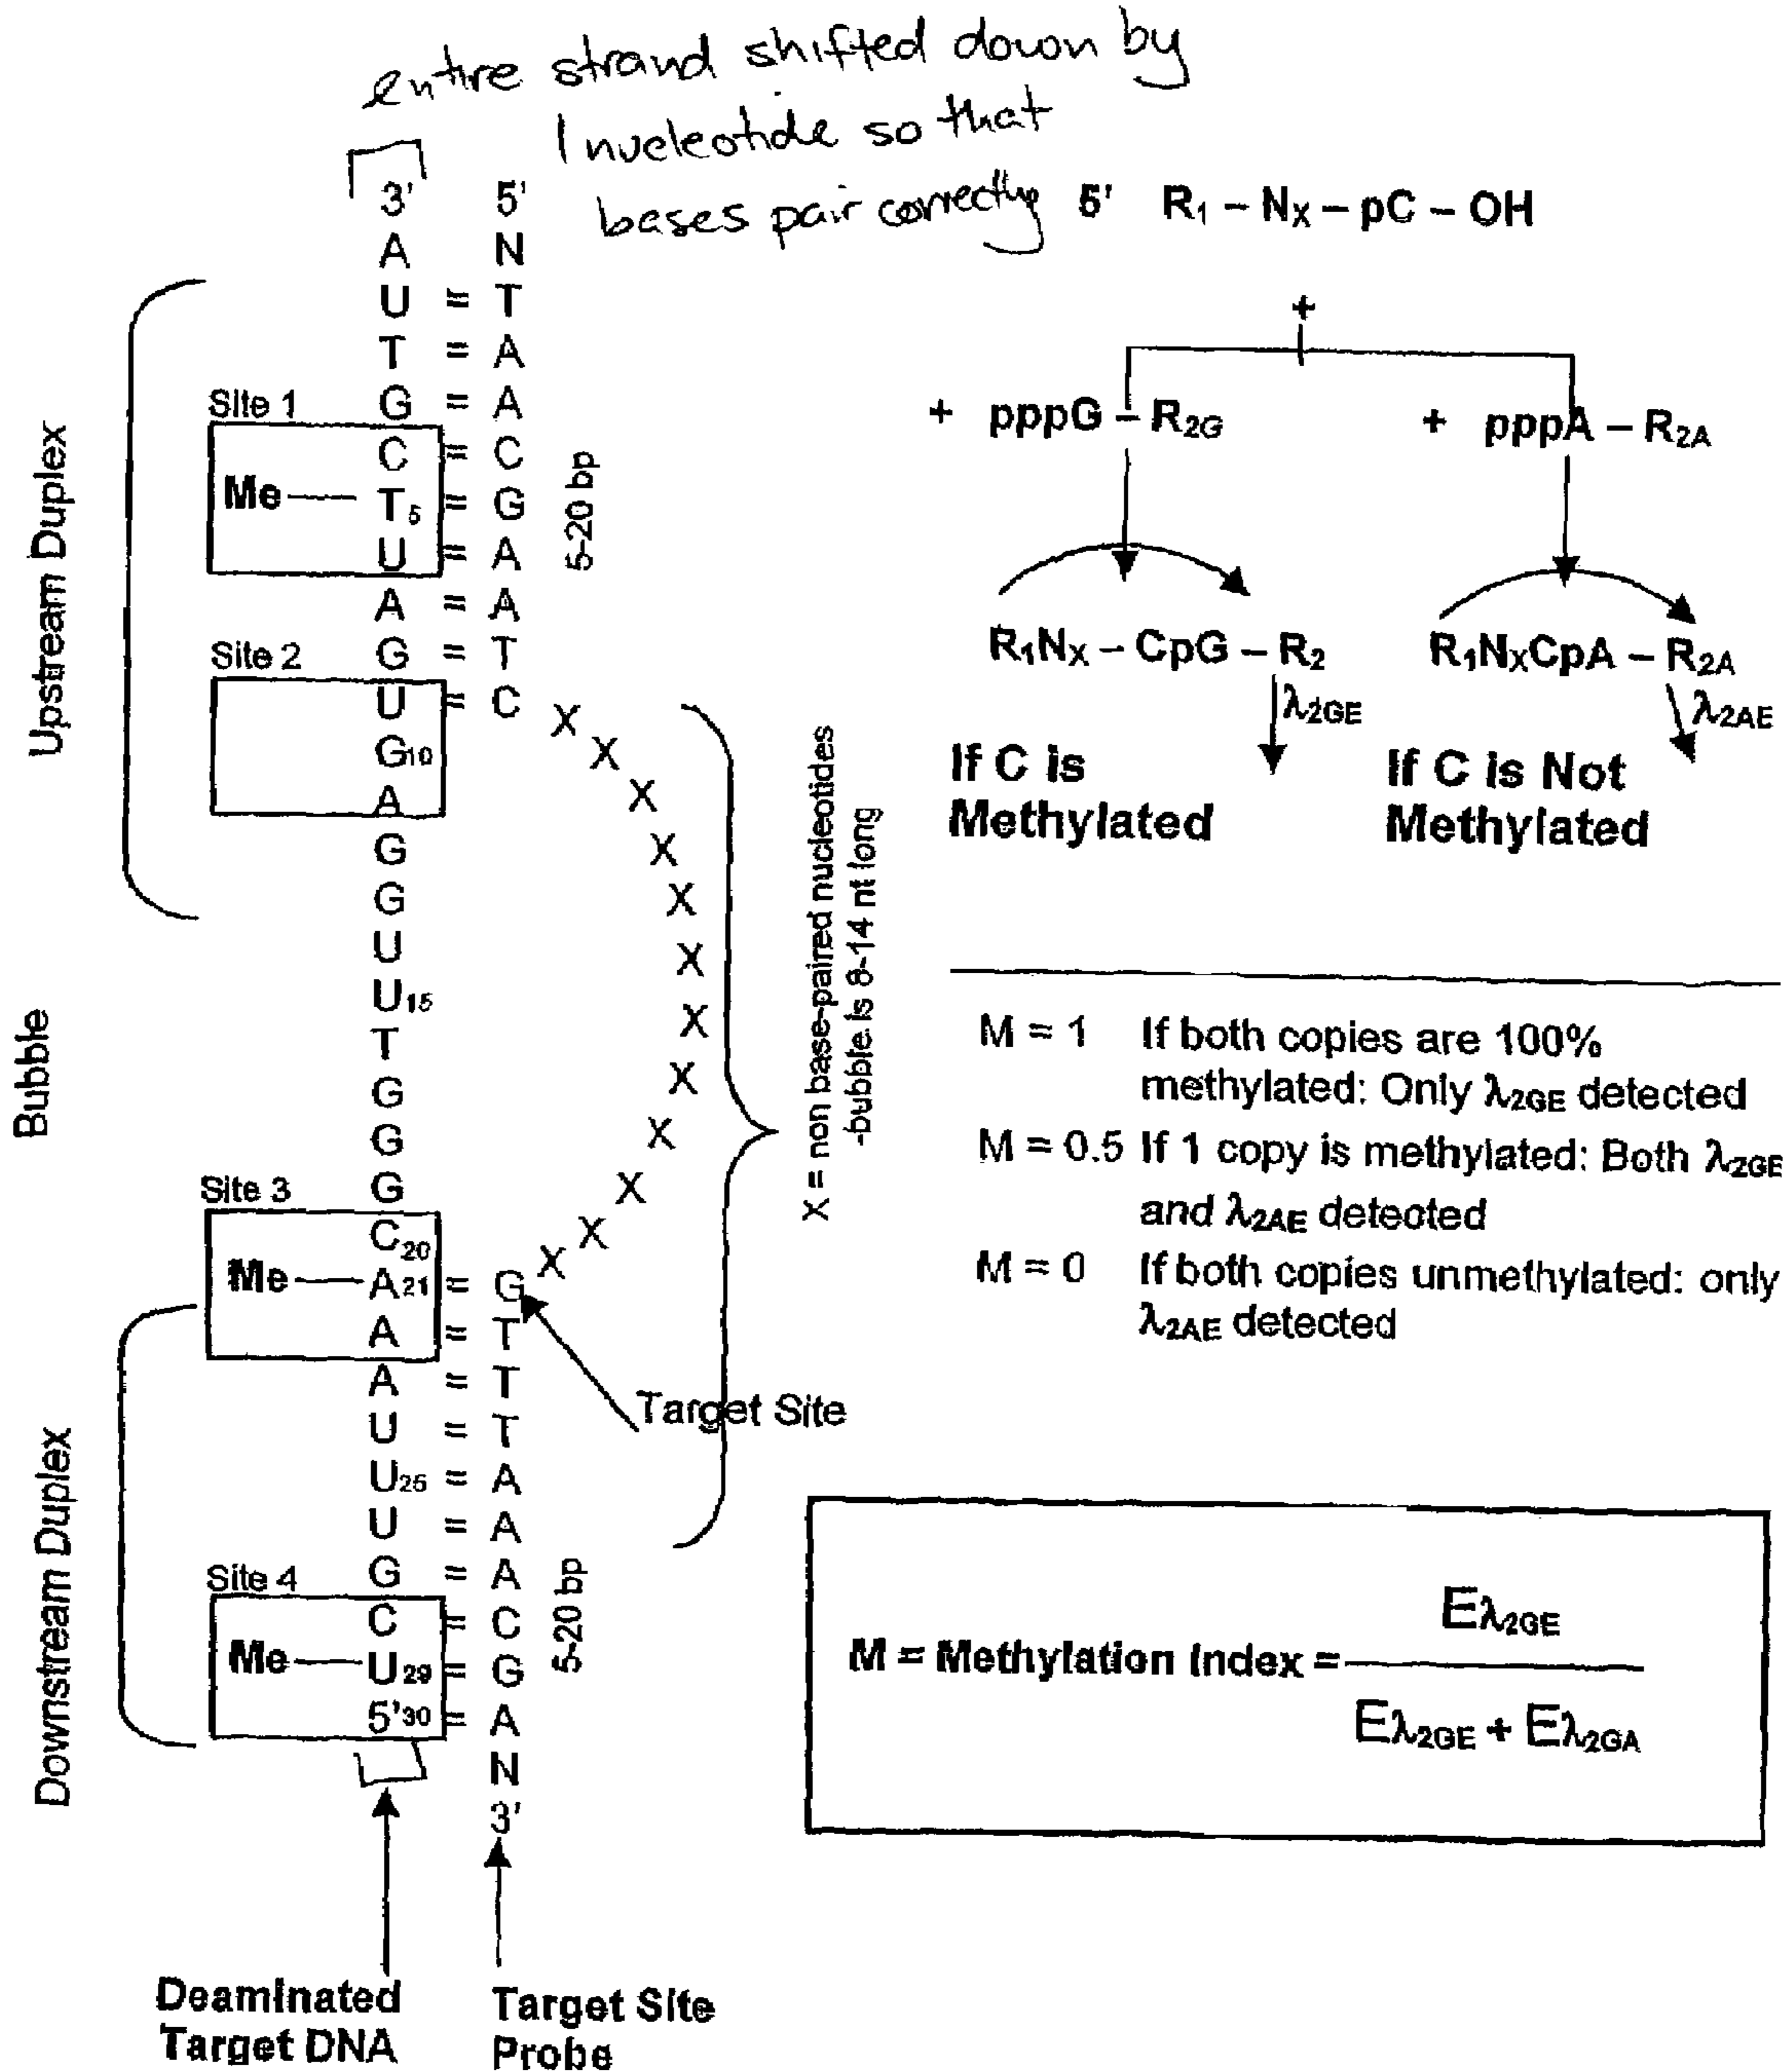 entire strand shifted down by
1 nucleotide so that
bases pair correctly
3' 5'
A N
U = T
T = A
Site 1 G = A
C = C
Me — T5 = G
U = A
A = A
Site 2 G = T
U = C
G10
A
G
G
U
U15
T
G
G
Site 3 G
C20
Me — A21 = G
A = T
A = T
U = T
U25 = A
U = A
Site 4 G = A
C = C
Me — U29 = G
5'30 = A
N
3'
X
X
X
X
X
X
X
X
X
X
X
X
Upstream Duplex
Bubble
Downstream Duplex
5-20 bp
5-20 bp
X = non base-paired nucleotides
-bubble is 8-14 nt long
Target Site
Deaminated
Target DNA
Target Site
Probe
5' R1 – NX – pC – OH
+
+ pppG – R2G + pppA – R2A
R1NX – CpG – R2 R1NXCpA – R2A
λ2GE λ2AE
If C is
Methylated
If C is Not
Methylated
M = 1 If both copies are 100%
methylated: Only λ2GE detected
M = 0.5 If 1 copy is methylated: Both λ2GE
and λ2AE detected
M = 0 If both copies unmethylated: only
λ2AE detected
M = Methylation Index = Eλ2GE
Eλ2GE + Eλ2GA